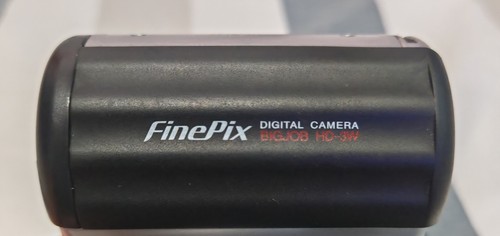 FinePix DIGITAL CAMERA
BIGJOB HD-3W